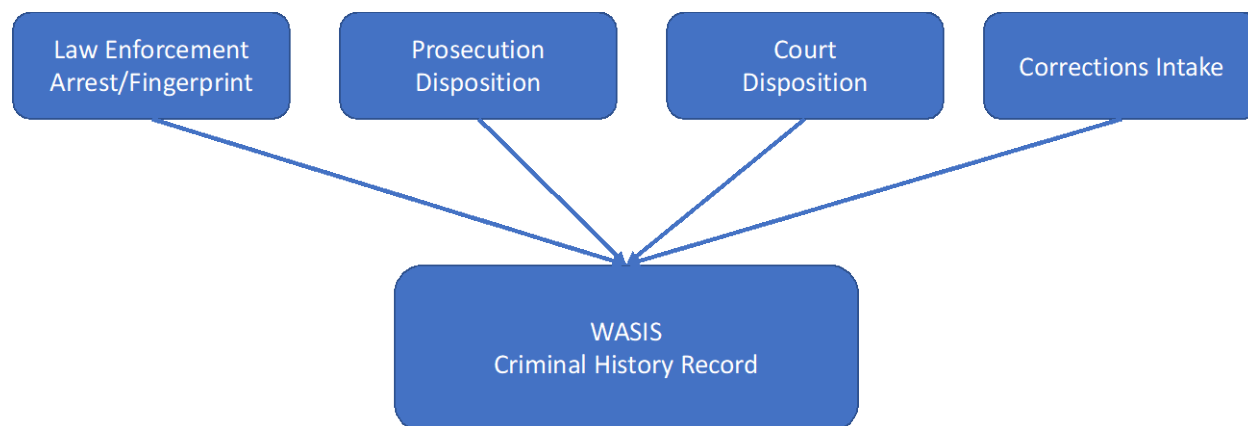 Law Enforcement
Arrest/Fingerprint
Prosecution
Disposition
Court
Disposition
Corrections Intake
WASIS
Criminal History Record